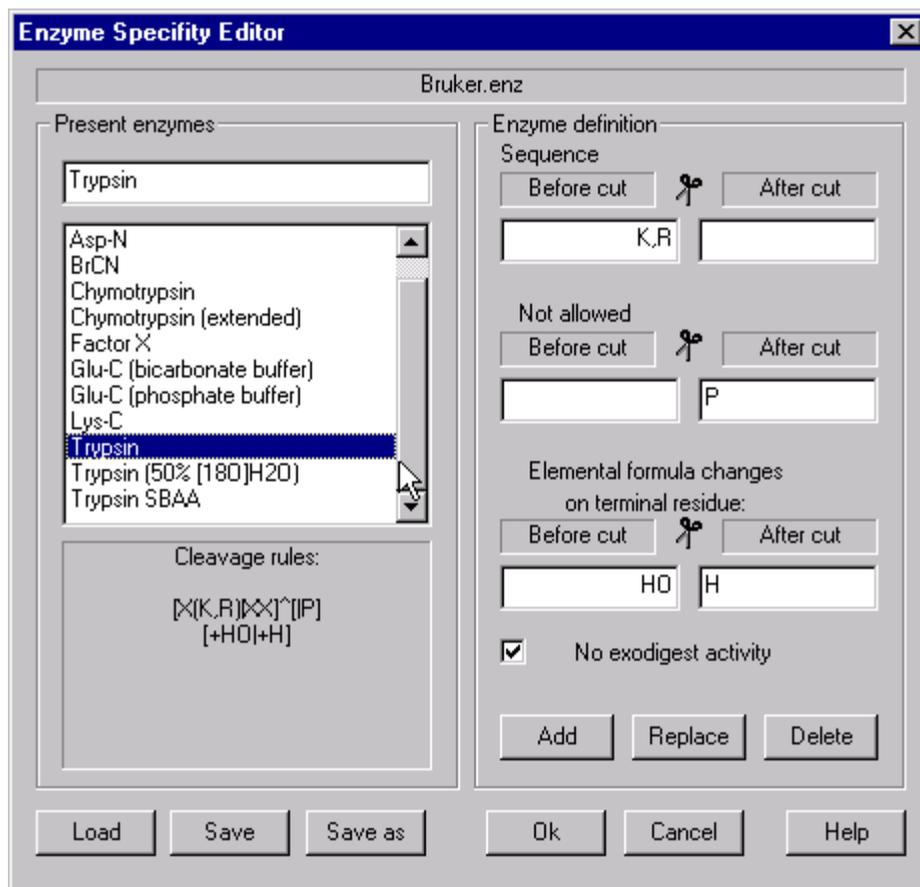 Enzyme Specifity Editor
Bruker.enz
Present enzymes
Trypsin
Asp-N
BrCN
Chymotrypsin
Chymotrypsin (extended)
Factor X
Glu-C (bicarbonate buffer)
Glu-C (phosphate buffer)
Lys-C
Trypsin
Trypsin (50% [18O]H2O)
Trypsin SBAA
Cleavage rules:
[X(K,R)|XX]^[|P]
[+HO|+H]
Enzyme definition
Sequence
Before cut After cut
K,R
Not allowed
Before cut After cut
P
Elemental formula changes
on terminal residue:
Before cut After cut
HO H
No exodigest activity
Add Replace Delete
Load Save Save as Ok Cancel Help